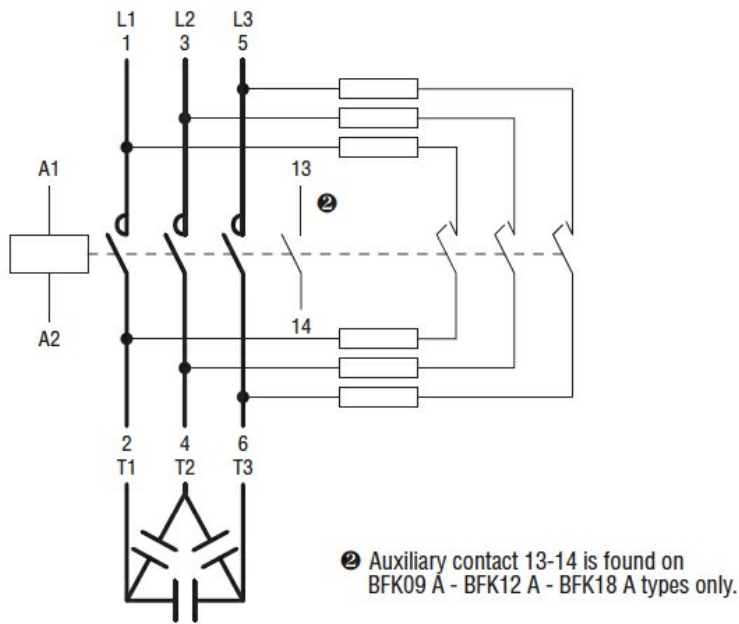 L1 L2 L3
1 3 5
A1
13
❷
14
A2
2 4 6
T1 T2 T3
❷ Auxiliary contact 13-14 is found on
BFK09 A - BFK12 A - BFK18 A types only.